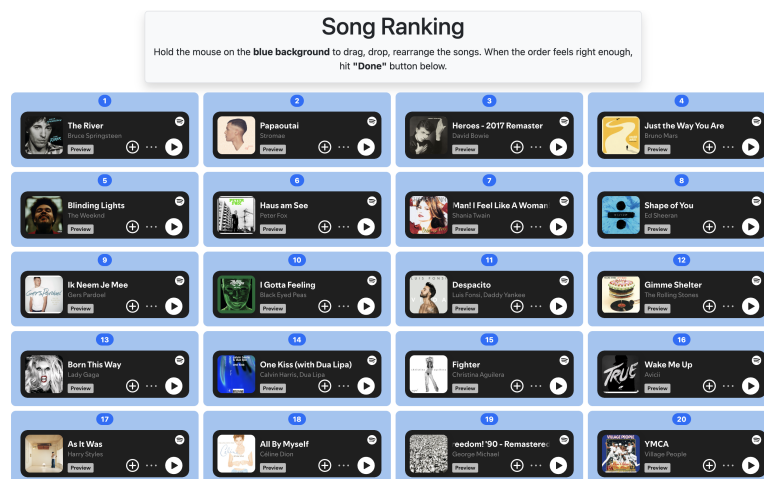 Song Ranking
Hold the mouse on the blue background to drag, drop, rearrange the songs. When the order feels right enough,
hit "Done" button below.
1
The River
Bruce Springsteen
Preview
2
Papaoutai
Stromae
Preview
3
Heroes - 2017 Remaster
David Bowie
Preview
4
Just the Way You Are
Bruno Mars
Preview
5
Blinding Lights
The Weeknd
Preview
6
Haus am See
Peter Fox
Preview
7
Man! I Feel Like A Woman
Shania Twain
Preview
8
Shape of You
Ed Sheeran
Preview
9
Ik Neem Je Mee
Gers Pardoel
Preview
10
I Gotta Feeling
Black Eyed Peas
Preview
11
Despacito
Luis Fonsi, Daddy Yankee
Preview
12
Gimme Shelter
The Rolling Stones
Preview
13
Born This Way
Lady Gaga
Preview
14
One Kiss (with Dua Lipa)
Calvin Harris, Dua Lipa
Preview
15
Fighter
Christina Aguilera
Preview
16
TRUE
Wake Me Up
Avicii
Preview
17
As It Was
Harry Styles
Preview
18
All By Myself
Céline Dion
Preview
19
reedom! '90 - Remastered
George Michael
Preview
20
VILLAGE PEOPLE
YMCA
Village People
Preview